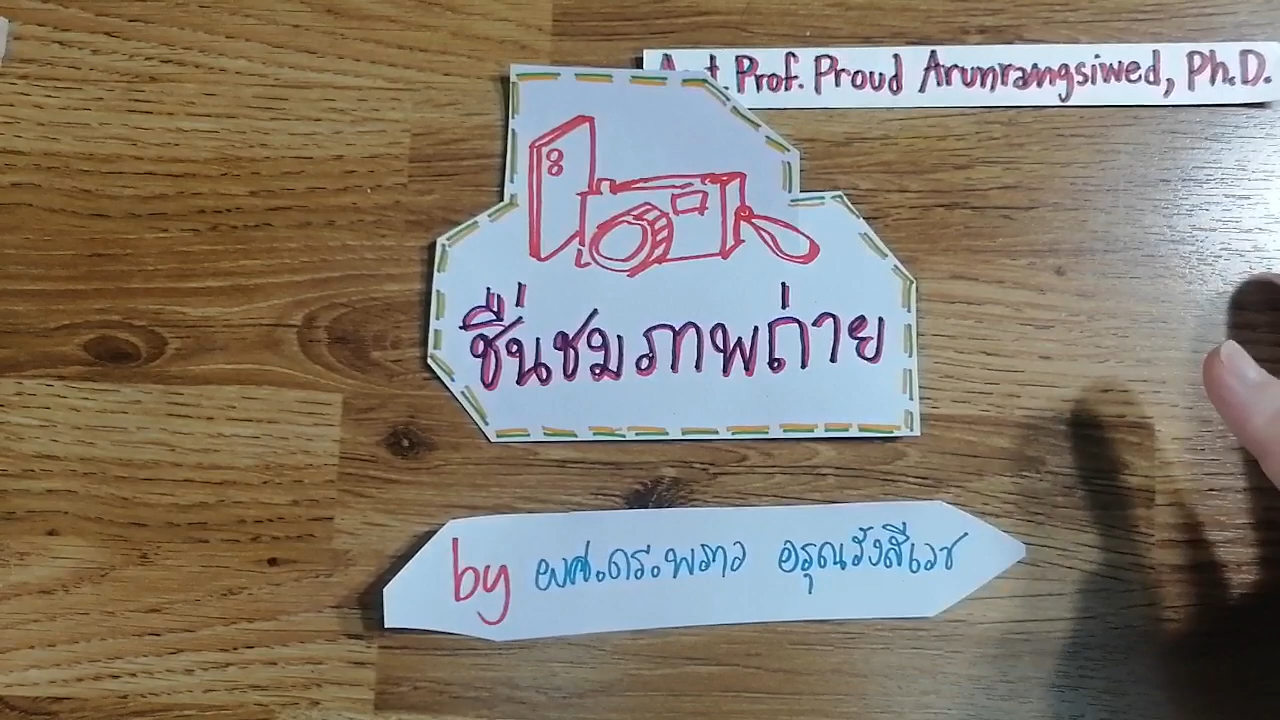 Prof. Proud Arunrangsiwed, Ph.D.
ชื่นชมภาพถ่าย
by ผศ.ดร.พราว อรุณรังสีเวช